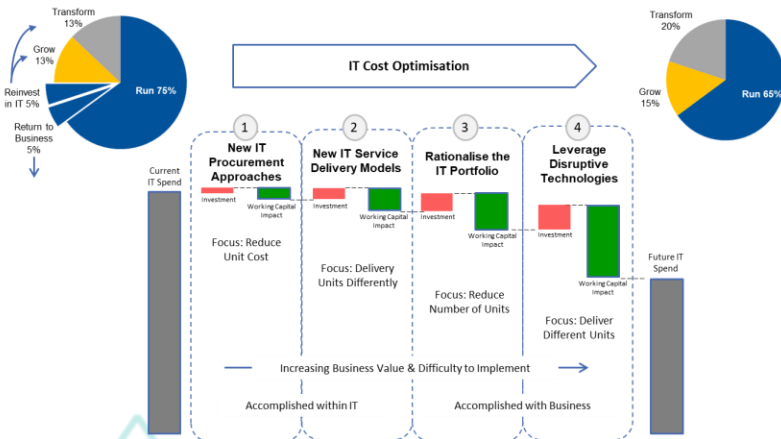 Transform
13%
Grow
13%
Reinvest
in IT 5%
Return to
Business
5%
Run 75%
IT Cost Optimisation
Transform
20%
Grow
15%
Run 65%
1
New IT
Procurement
Approaches
Investment
Working Capital
Impact
Focus: Reduce
Unit Cost
2
New IT Service
Delivery Models
Investment
Working Capital
Impact
Focus: Delivery
Units Differently
3
Rationalise the
IT Portfolio
Investment
Working Capital
Impact
Focus: Reduce
Number of Units
4
Leverage
Disruptive
Technologies
Investment
Working Capital
Impact
Focus: Deliver
Different Units
Current
IT Spend
Future IT
Spend
Increasing Business Value & Difficulty to Implement
Accomplished within IT
Accomplished with Business